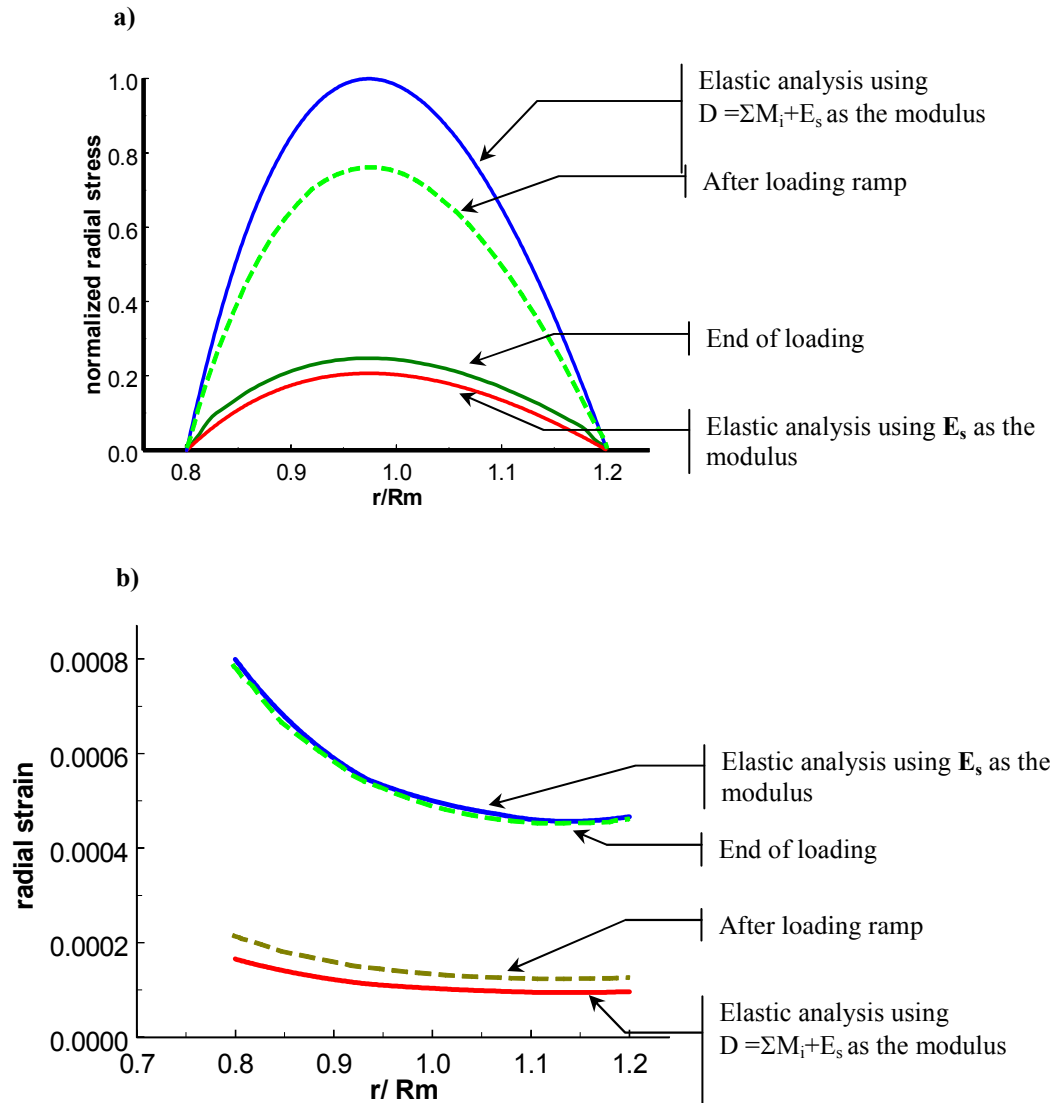 a)
normalized radial stress
1.0
0.8
0.6
0.4
0.2
0.0
0.8
0.9
1.0
1.1
1.2
r/Rm
Elastic analysis using
D =ΣMi+Es as the modulus
After loading ramp
End of loading
Elastic analysis using Es as the
modulus
b)
radial strain
0.0008
0.0006
0.0004
0.0002
0.0000
0.7
0.8
0.9
1.0
1.1
1.2
r/ Rm
Elastic analysis using Es as the
modulus
End of loading
After loading ramp
Elastic analysis using
D =ΣMi+Es as the modulus